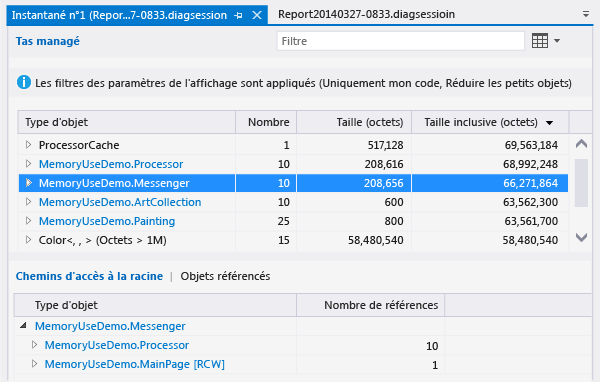 Instantané n°1 (Repor...7-0833.diagsession
Report20140327-0833.diagsessioin
Tas managé
Filtre
Les filtres des paramètres de l'affichage sont appliqués (Uniquement mon code, Réduire les petits objets)
Type d'objet Nombre Taille (octets) Taille inclusive (octets)
ProcessorCache 1 517,128 69,563,184
MemoryUseDemo.Processor 10 208,616 68,992,248
MemoryUseDemo.Messenger 10 208,656 66,271,864
MemoryUseDemo.ArtCollection 10 600 63,562,300
MemoryUseDemo.Painting 25 800 63,561,700
Color<, , > (Octets > 1M) 15 58,480,540 58,480,540
Chemins d'accès à la racine | Objets référencés
Type d'objet Nombre de références
MemoryUseDemo.Messenger
MemoryUseDemo.Processor 10
MemoryUseDemo.MainPage [RCW] 1